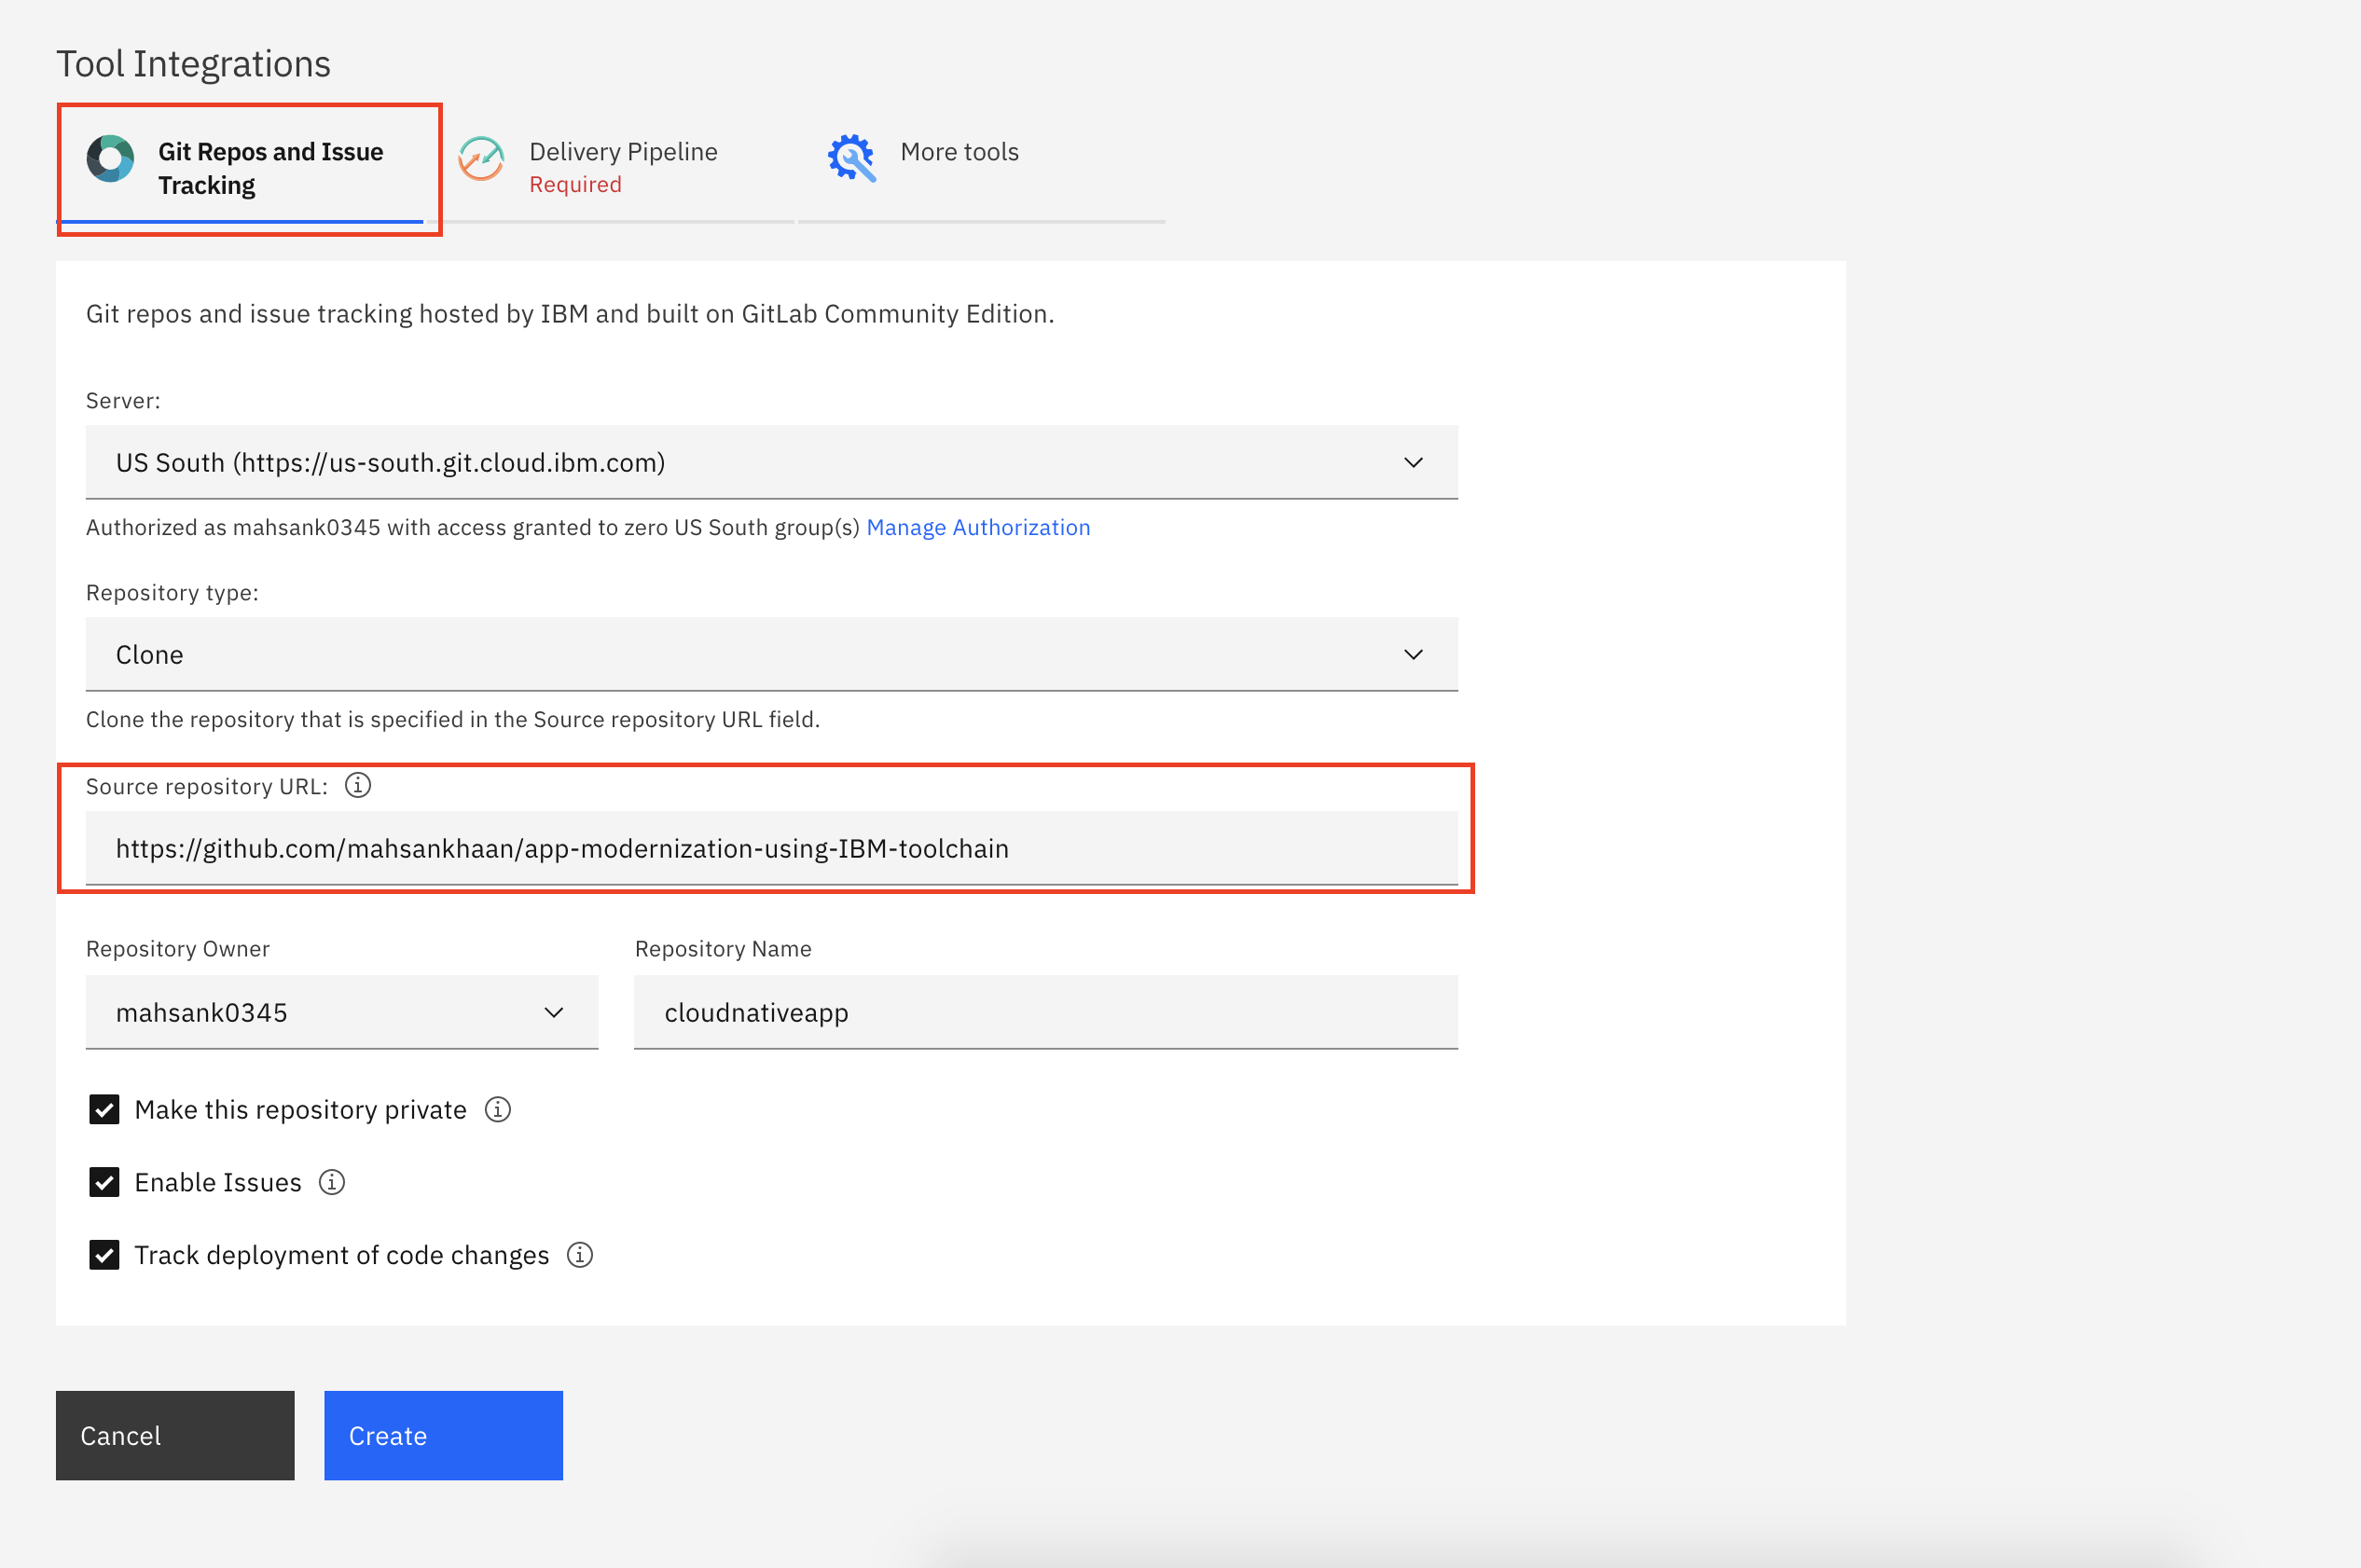 Tool Integrations
Git Repos and Issue
Tracking
Delivery Pipeline
Required
More tools
Git repos and issue tracking hosted by IBM and built on GitLab Community Edition.
Server:
US South (https://us-south.git.cloud.ibm.com)
Authorized as mahsank0345 with access granted to zero US South group(s) Manage Authorization
Repository type:
Clone
Clone the repository that is specified in the Source repository URL field.
Source repository URL:
https://github.com/mahsankhaan/app-modernization-using-IBM-toolchain
Repository Owner
Repository Name
mahsank0345
cloudnativeapp
Make this repository private
Enable Issues
Track deployment of code changes
Cancel
Create